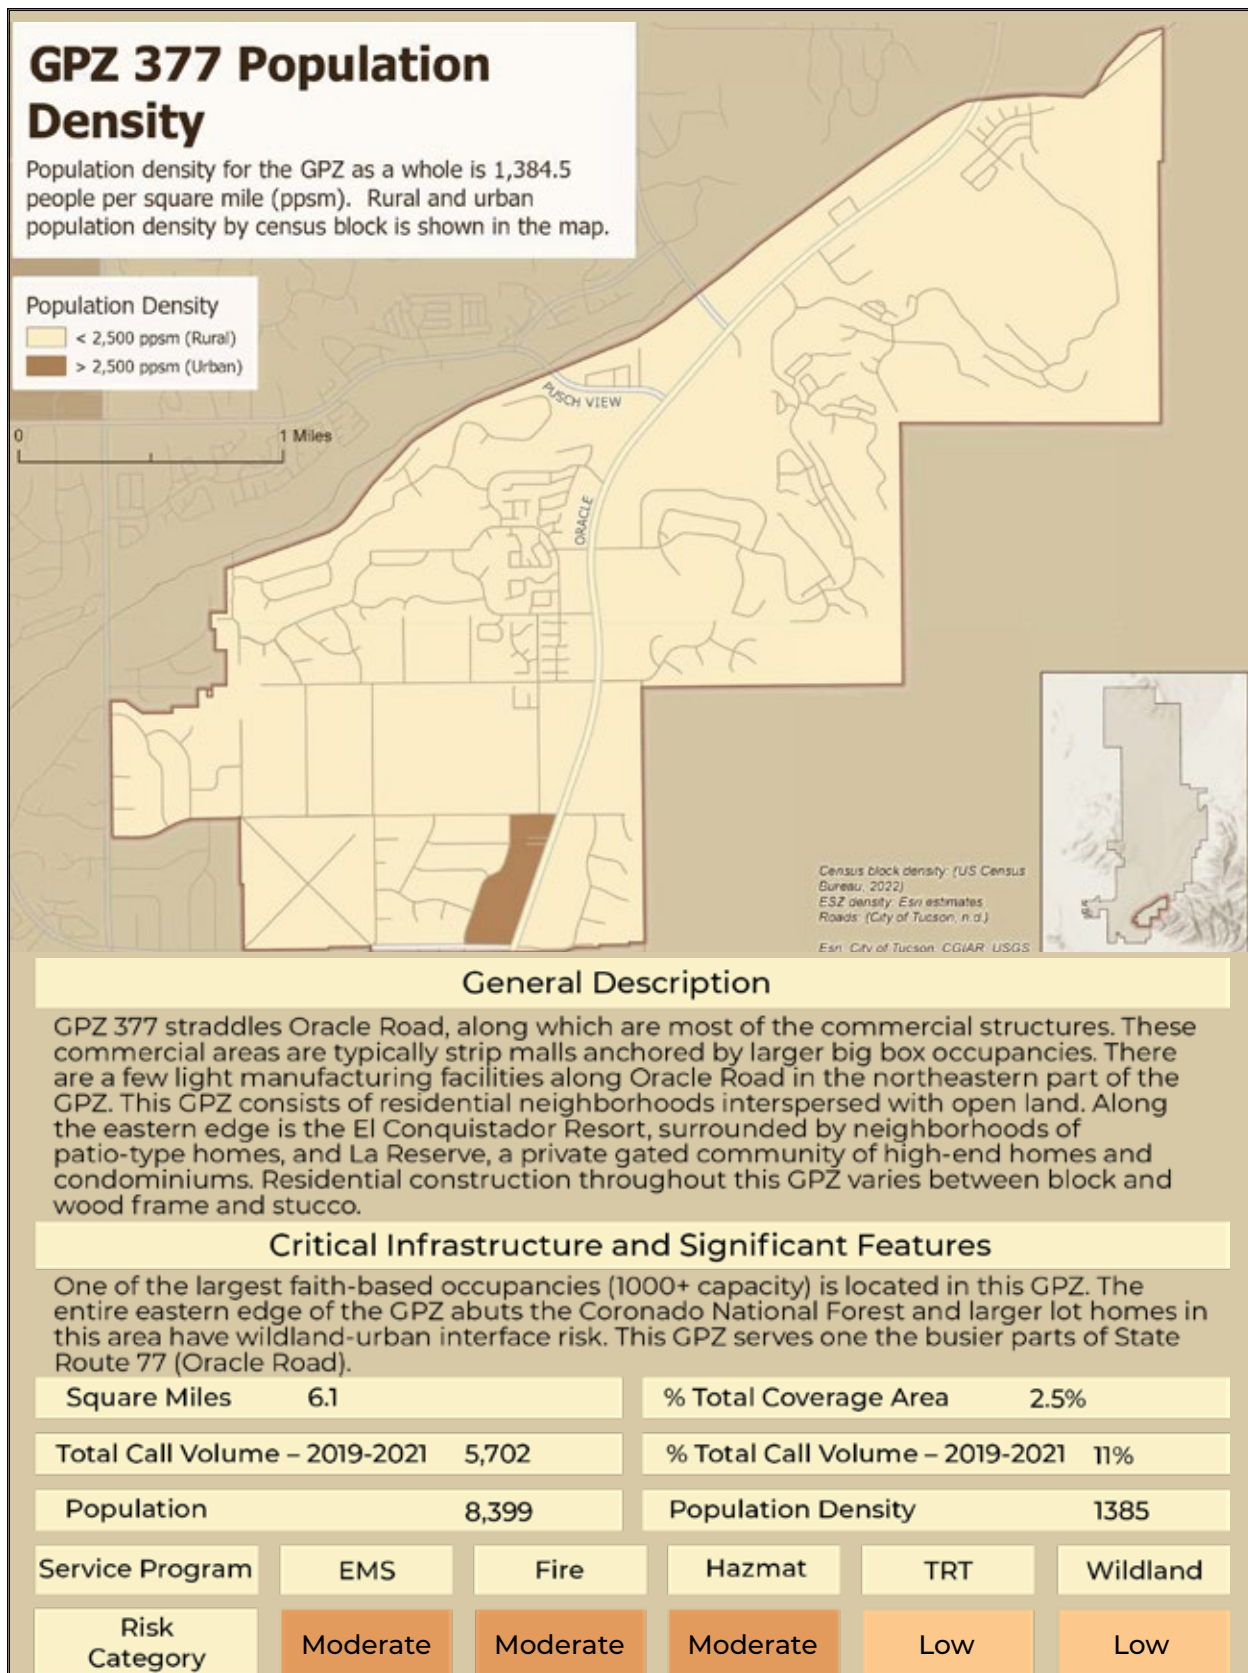 GPZ 377 Population
Density
Population density for the GPZ as a whole is 1,384.5
people per square mile (ppsm). Rural and urban
population density by census block is shown in the map.
Population Density
< 2,500 ppsm (Rural)
> 2,500 ppsm (Urban)
0 1 Miles
PUSCH VIEW
ORACLE
Census block density: (US Census
Bureau, 2022)
ESZ density: Esri estimates
Roads: (City of Tucson, n.d.)
Esri, City of Tucson, CGIAR, USGS
General Description
GPZ 377 straddles Oracle Road, along which are most of the commercial structures. These
commercial areas are typically strip malls anchored by larger big box occupancies. There
are a few light manufacturing facilities along Oracle Road in the northeastern part of the
GPZ. This GPZ consists of residential neighborhoods interspersed with open land. Along
the eastern edge is the El Conquistador Resort, surrounded by neighborhoods of
patio-type homes, and La Reserve, a private gated community of high-end homes and
condominiums. Residential construction throughout this GPZ varies between block and
wood frame and stucco.
Critical Infrastructure and Significant Features
One of the largest faith-based occupancies (1000+ capacity) is located in this GPZ. The
entire eastern edge of the GPZ abuts the Coronado National Forest and larger lot homes in
this area have wildland-urban interface risk. This GPZ serves one the busier parts of State
Route 77 (Oracle Road).
Square Miles 6.1
% Total Coverage Area 2.5%
Total Call Volume – 2019-2021 5,702
% Total Call Volume – 2019-2021 11%
Population 8,399
Population Density 1385
Service Program EMS Fire Hazmat TRT Wildland
Risk
Category
Moderate Moderate Moderate Low Low